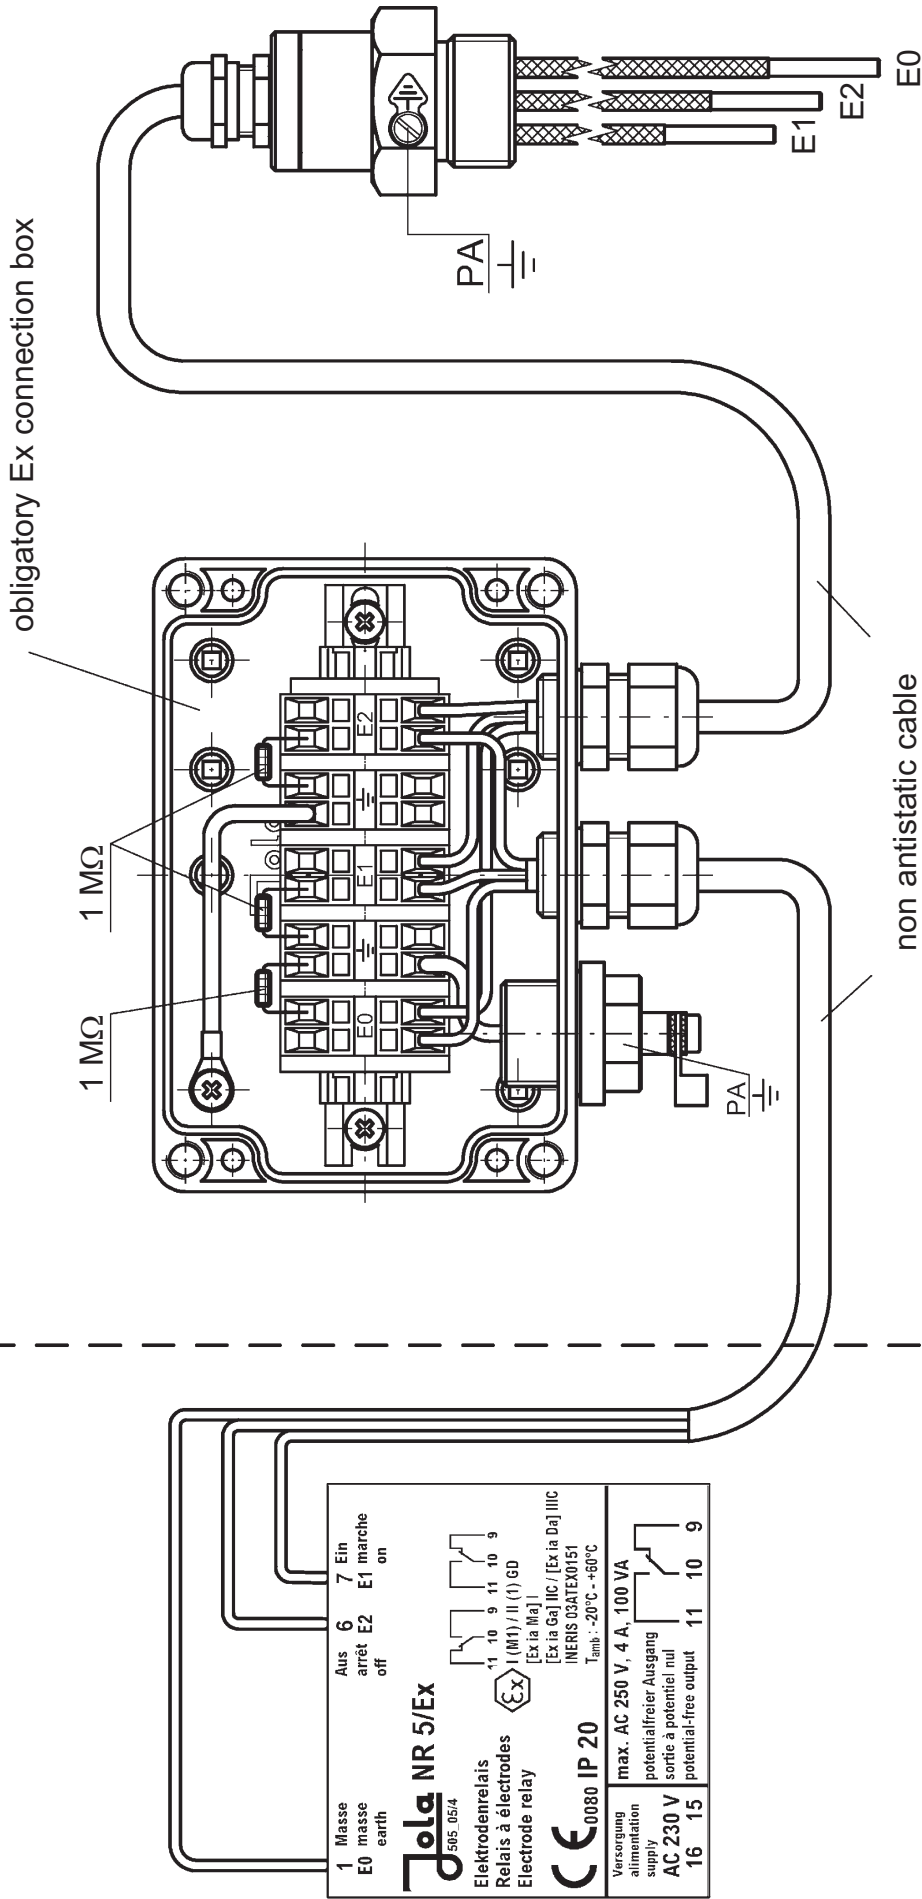 obligatory Ex connection box
1 MΩ
1 MΩ
E0
E1
E2
Jola
PA
PA
E1
E2
E0
non antistatic cable
1 Masse
E0 masse
earth
Aus 6
arrêt E2
off
7 Ein
E1 marche
on
Jola NR 5/Ex
505_05/4
Elektrodenrelais
Relais à électrodes
Electrode relay
11 10 9
11 10 9
Ex
I (M1) / II (1) GD
[Ex ia Ma] I
[Ex ia Ga] IIC / [Ex ia Da] IIIC
INERIS 03ATEX0151
Tamb: -20°C - +60°C
CE 0080 IP 20
Versorgung
alimentation
supply
AC 230 V
16 15
max. AC 250 V, 4 A, 100 VA
potentialfreier Ausgang
sortie à potentiel nul
potential-free output
11 10 9